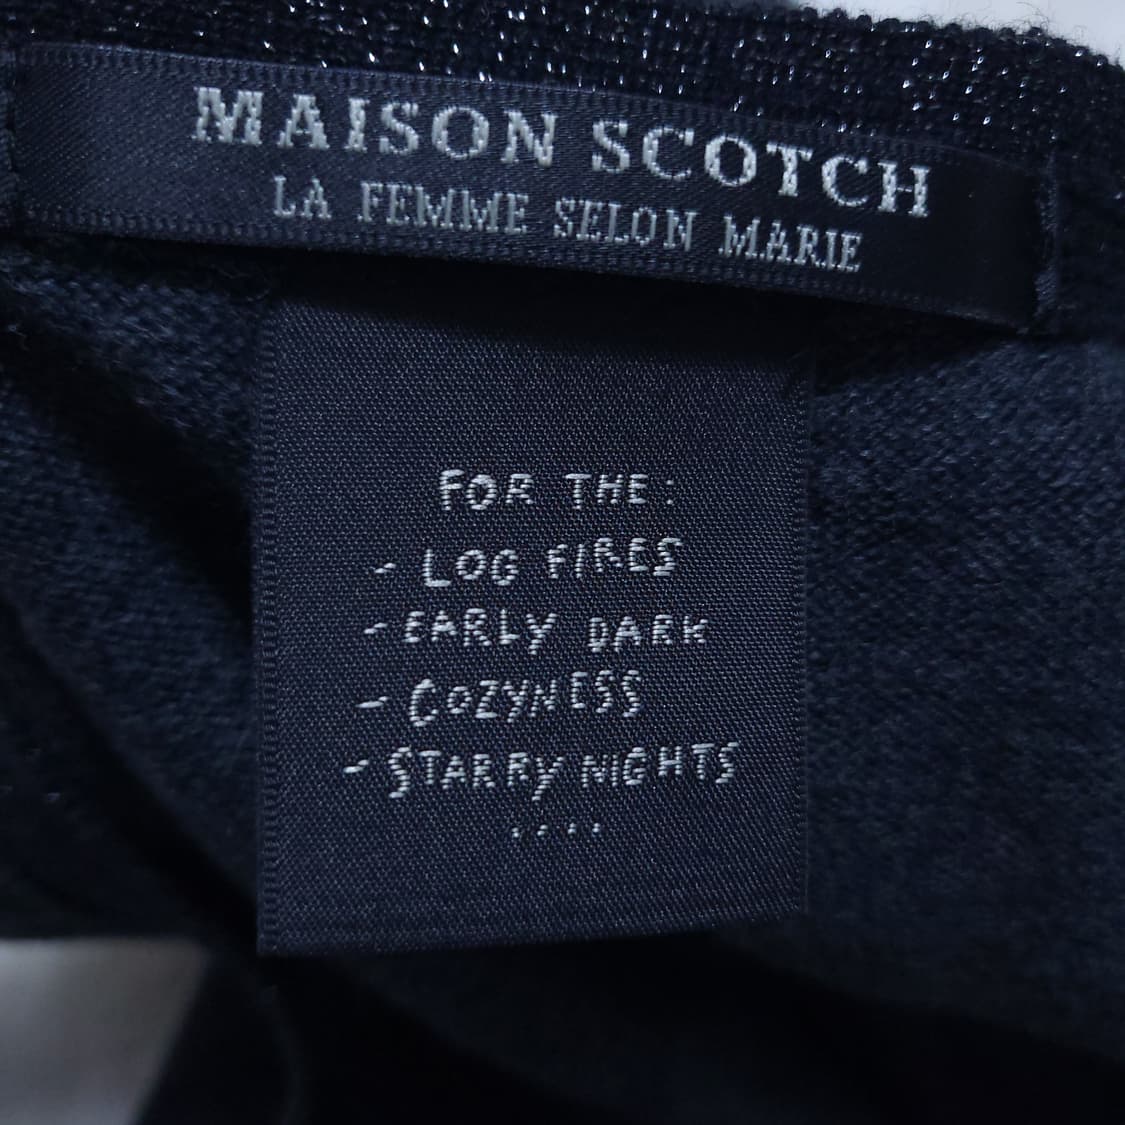 MAISON SCOTCH
LA FEMME SELON MARIE
FOR THE:
- LOG FIRES
- EARLY DARK
- COZYNESS
- STARRY NIGHTS
....